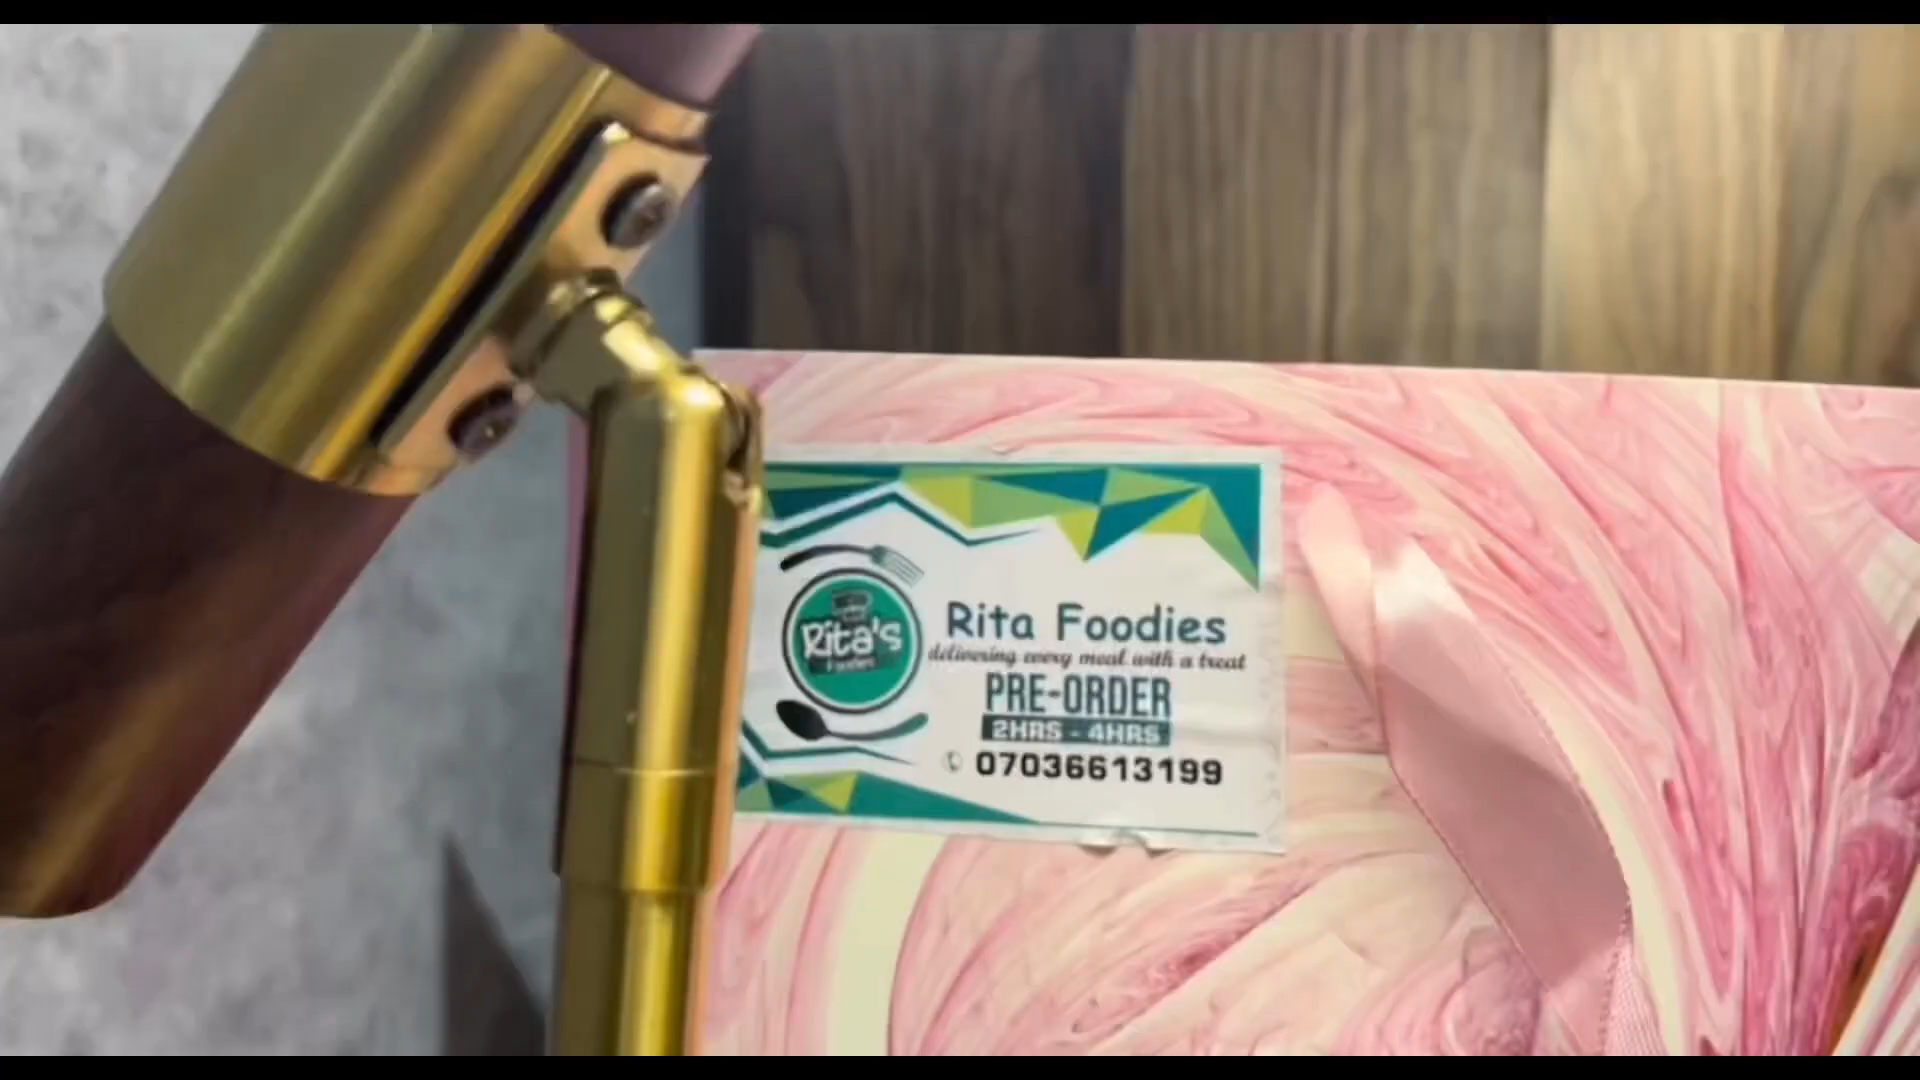 Rita's
Foodies
Rita Foodies
delivering every meal with a treat
PRE-ORDER
2HRS - 4HRS
07036613199